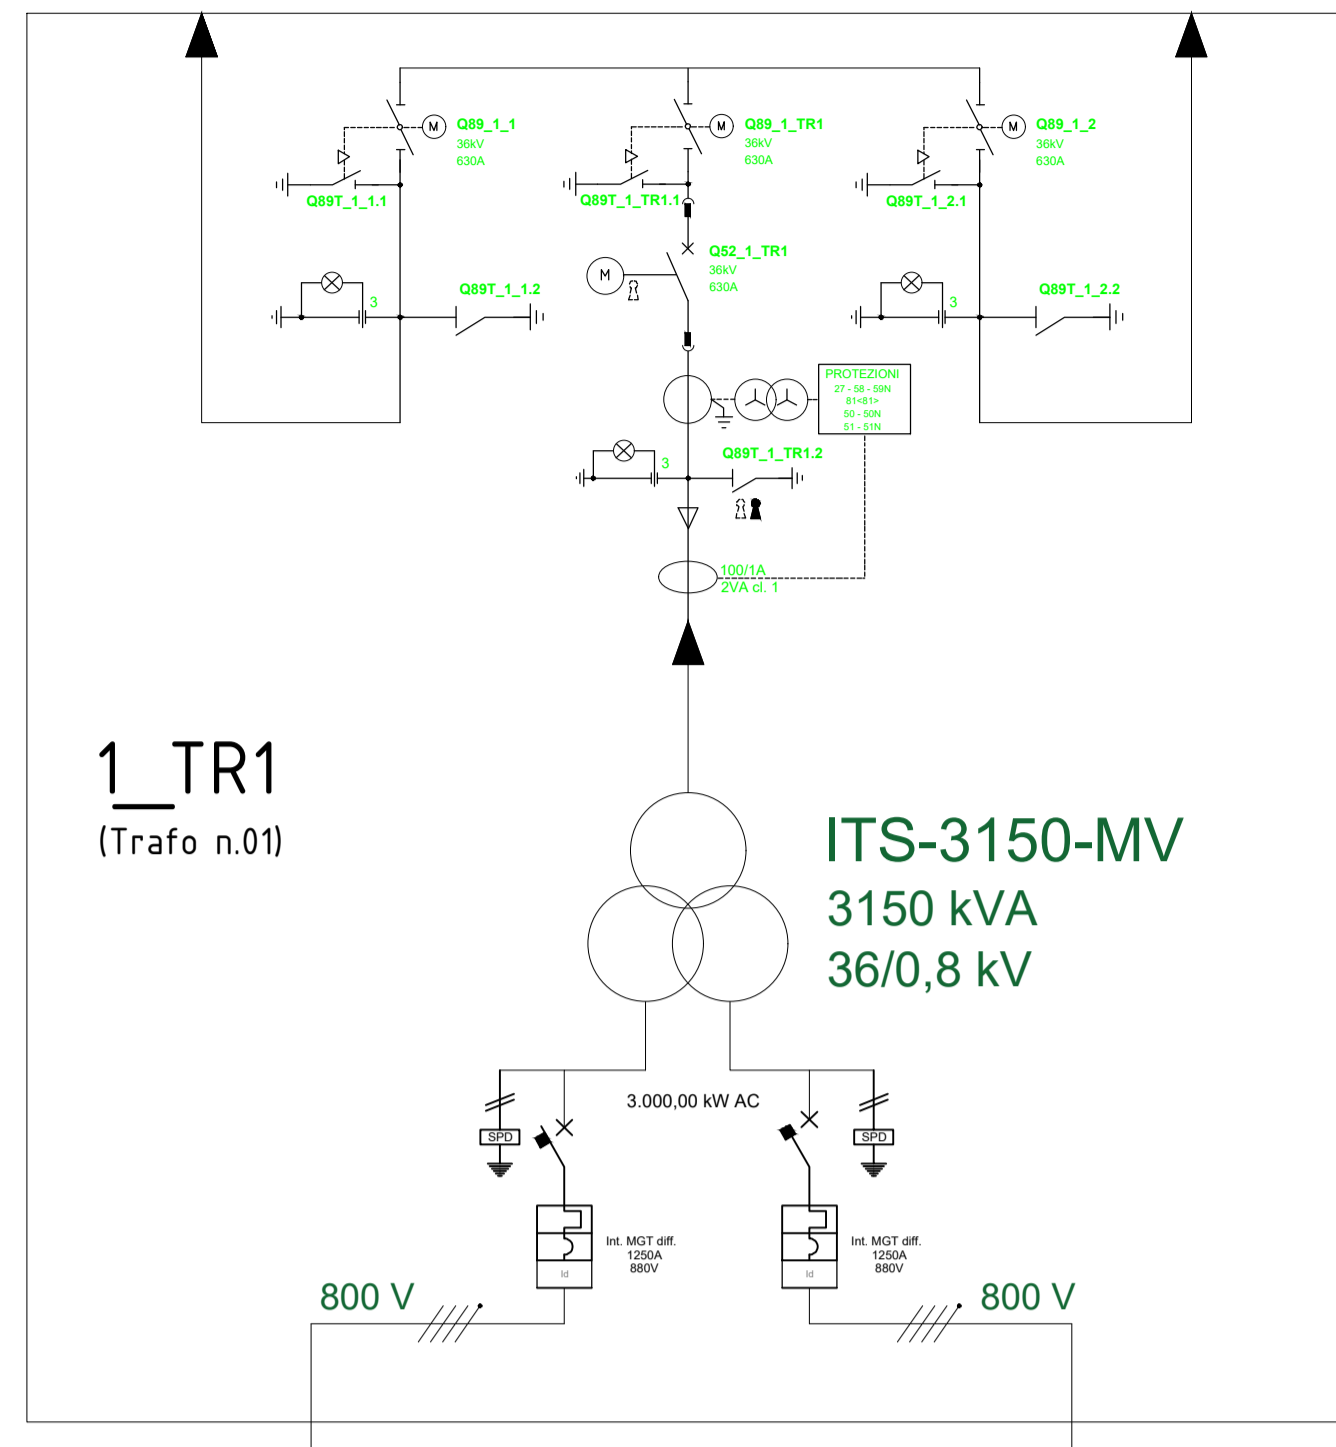 M
Q89_1_1
36kV
630A
M
Q89_1_TR1
36kV
630A
M
Q89_1_2
36kV
630A
Q89T_1_1.1
Q89T_1_TR1.1
Q89T_1_2.1
M
Q52_1_TR1
36kV
630A
3
Q89T_1_1.2
3
Q89T_1_2.2
PROTEZIONI
27 - 58 - 59N
81<81>
50 - 50N
51 - 51N
3
Q89T_1_TR1.2
100/1A
2VA cl. 1
1_TR1
(Trafo n.01)
ITS-3150-MV
3150 kVA
36/0,8 kV
3.000,00 kW AC
SPD
SPD
Int. MGT diff.
1250A
880V
Id
Int. MGT diff.
1250A
880V
Id
800 V
800 V